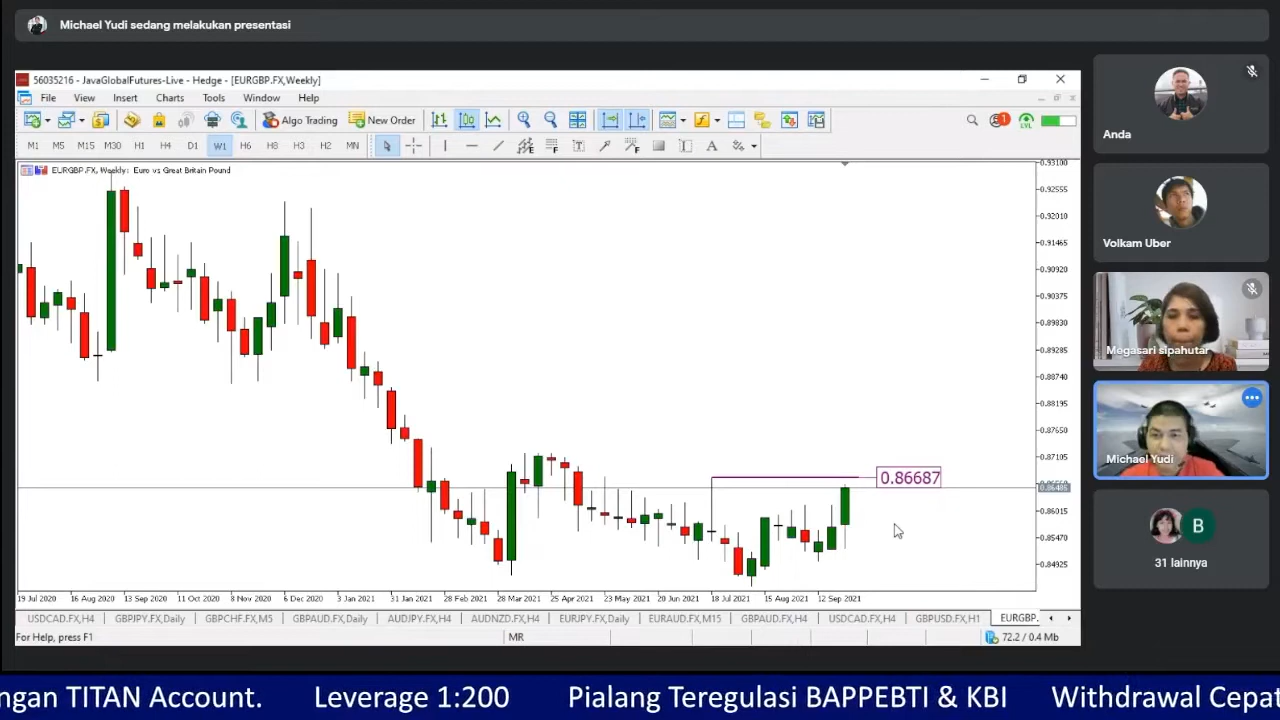 Michael Yudi sedang melakukan presentasi
56035216 - JavaGlobalFutures-Live - Hedge - [EURGBP.FX,Weekly]
File View Insert Charts Tools Window Help
Algo Trading New Order
1
LVL
M1 M5 M15 M30 H1 H4 D1 W1 H6 H8 H3 H2 MN
EURGBP.FX, Weekly: Euro vs Great Britain Pound
0.93100
0.92555
0.92010
0.91465
0.90920
0.90375
0.89830
0.89285
0.88740
0.88195
0.87650
0.87105
0.86687
0.86015
0.85470
0.84925
19 Jul 2020 16 Aug 2020 13 Sep 2020 11 Oct 2020 8 Nov 2020 6 Dec 2020 3 Jan 2021 31 Jan 2021 28 Feb 2021 28 Mar 2021 25 Apr 2021 23 May 2021 20 Jun 2021 18 Jul 2021 15 Aug 2021 12 Sep 2021
USDCAD.FX,H4 GBPJPY.FX,Daily GBPCHF.FX,M5 GBPAUD.FX,Daily AUDJPY.FX,H4 AUDNZD.FX,H4 EURJPY.FX,Daily EURAUD.FX,M15 GBPAUD.FX,H4 USDCAD.FX,H4 GBPUSD.FX,H1 EURGBP.
For Help, press F1 MR 72.2 / 0.4 Mb
Anda
Volkam Uber
Megasari sipahutar
Michael Yudi
B
31 lainnya
ngan TITAN Account. Leverage 1:200 Pialang Teregulasi BAPPEBTI & KBI Withdrawal Cepat